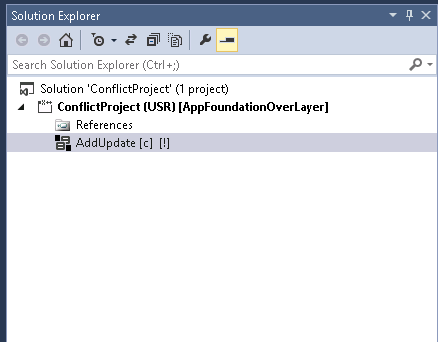 Solution Explorer
Search Solution Explorer (Ctrl+;)
Solution 'ConflictProject' (1 project)
ConflictProject (USR) [AppFoundationOverLayer]
References
AddUpdate [c] [!]